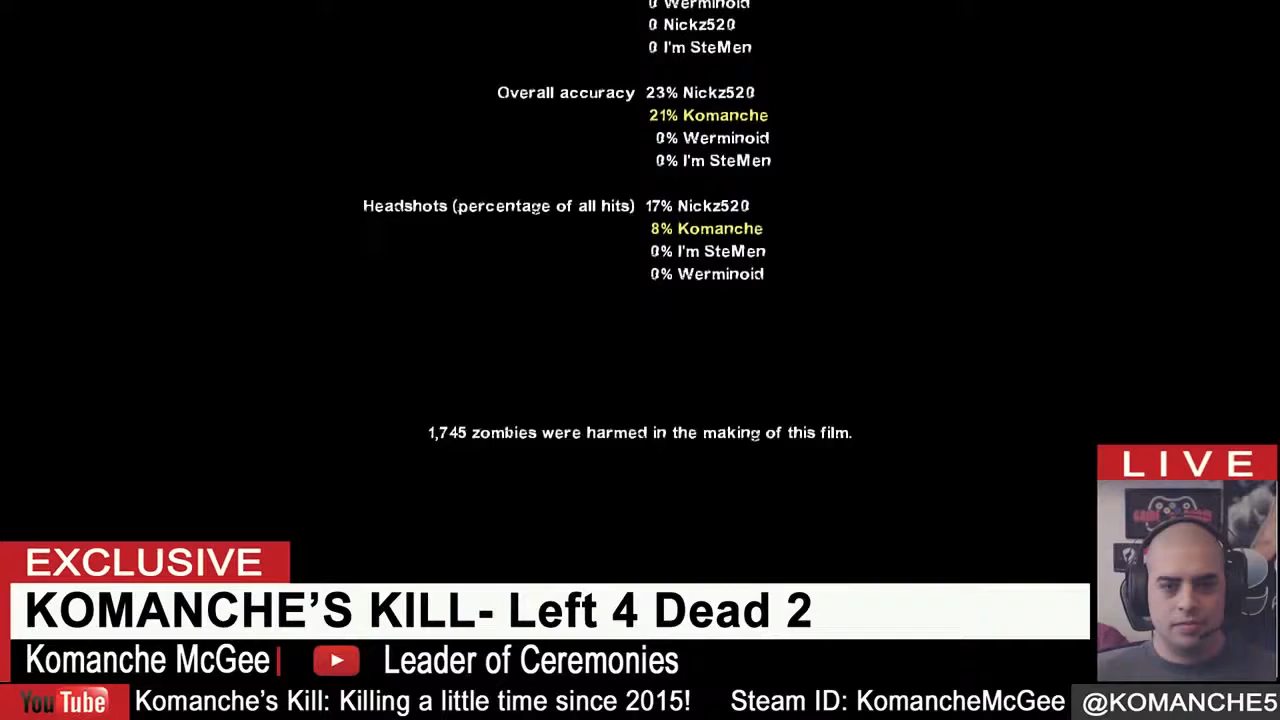 0 Werminoid
0 Nickz520
0 I'm SteMen
Overall accuracy 23% Nickz520
21% Komanche
0% Werminoid
0% I'm SteMen
Headshots (percentage of all hits) 17% Nickz520
8% Komanche
0% I'm SteMen
0% Werminoid
1,745 zombies were harmed in the making of this film.
LIVE
EXCLUSIVE
KOMANCHE'S KILL- Left 4 Dead 2
Komanche McGee| Leader of Ceremonies
YouTube Komanche's Kill: Killing a little time since 2015! Steam ID: KomancheMcGee @KOMANCHE5